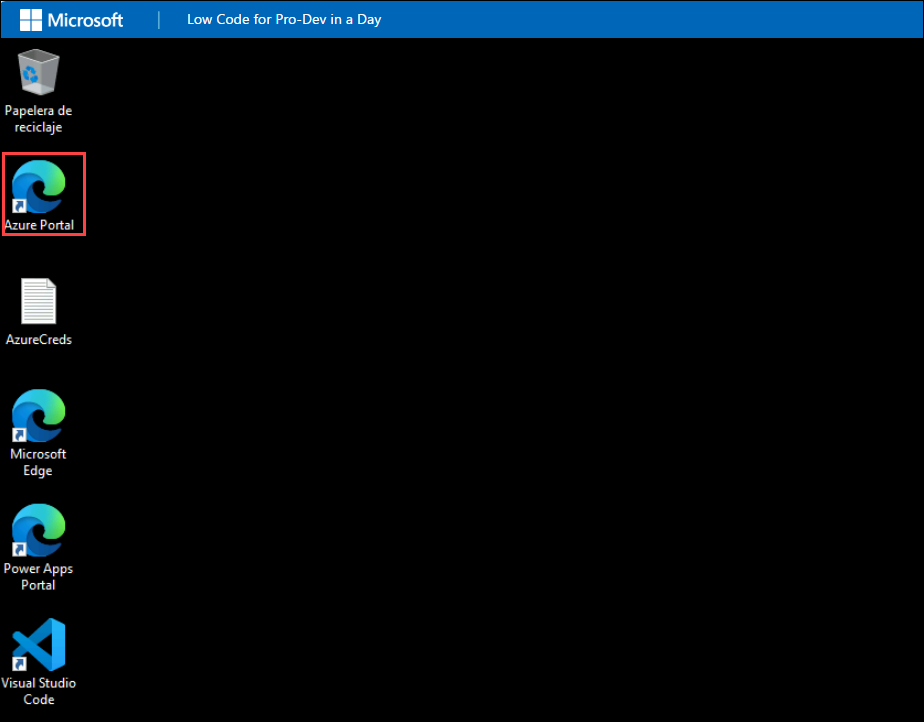 Microsoft
Low Code for Pro-Dev in a Day
Papelera de
reciclaje
Azure Portal
AzureCreds
Microsoft
Edge
Power Apps
Portal
Visual Studio
Code